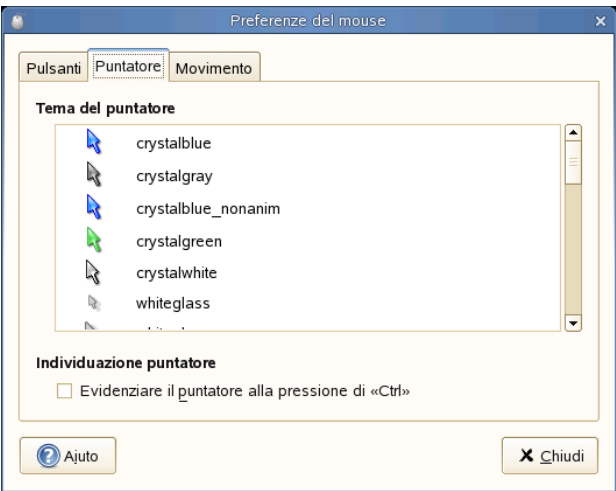 Preferenze del mouse
Pulsanti Puntatore Movimento
Tema del puntatore
crystalblue
crystalgray
crystalblue_nonanim
crystalgreen
crystalwhite
whiteglass
Individuazione puntatore
Evidenziare il puntatore alla pressione di «Ctrl»
Aiuto Chiudi